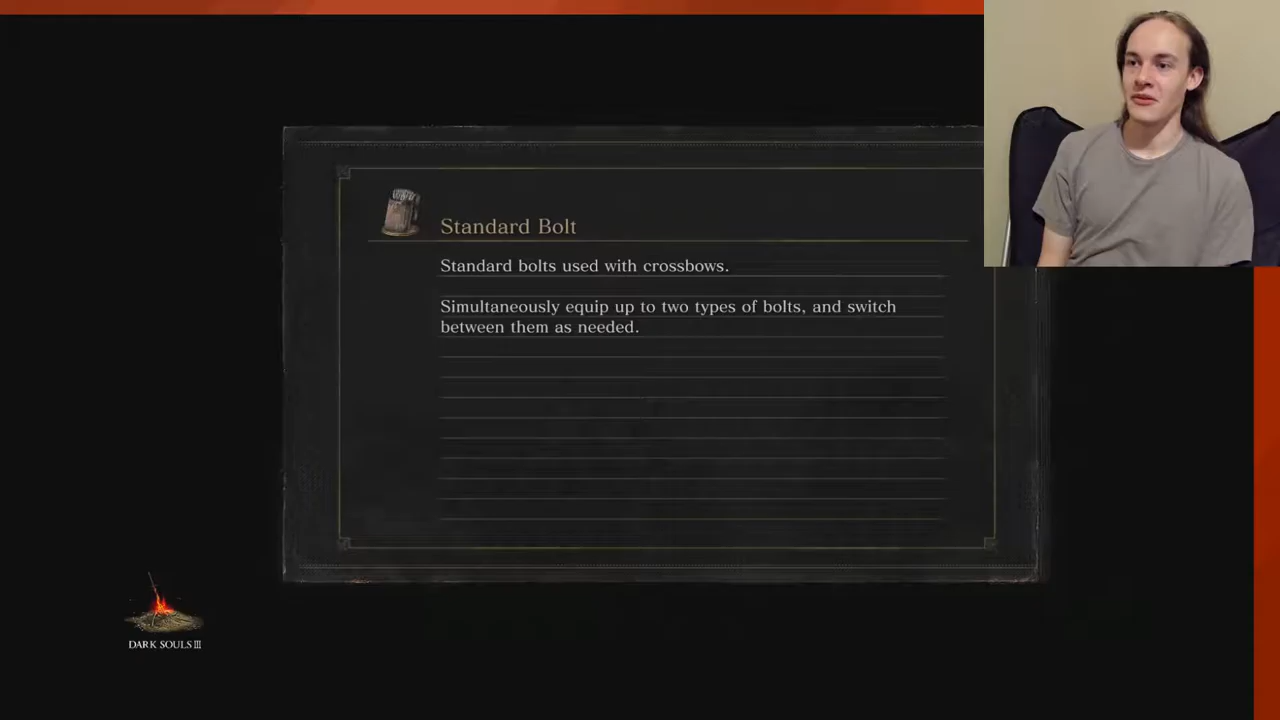 Standard Bolt
Standard bolts used with crossbows.
Simultaneously equip up to two types of bolts, and switch
between them as needed.
DARK SOULS III